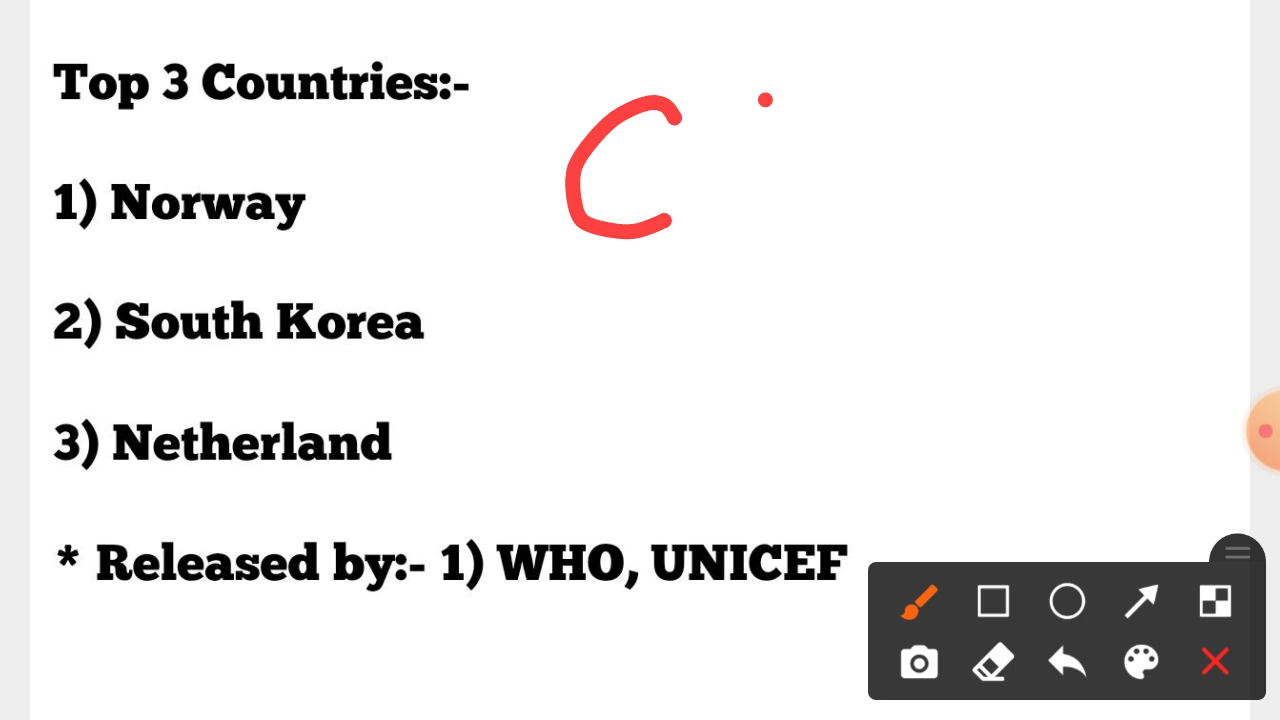 Top 3 Countries:-
C
1) Norway
2) South Korea
3) Netherland
* Released by:- 1) WHO, UNICEF